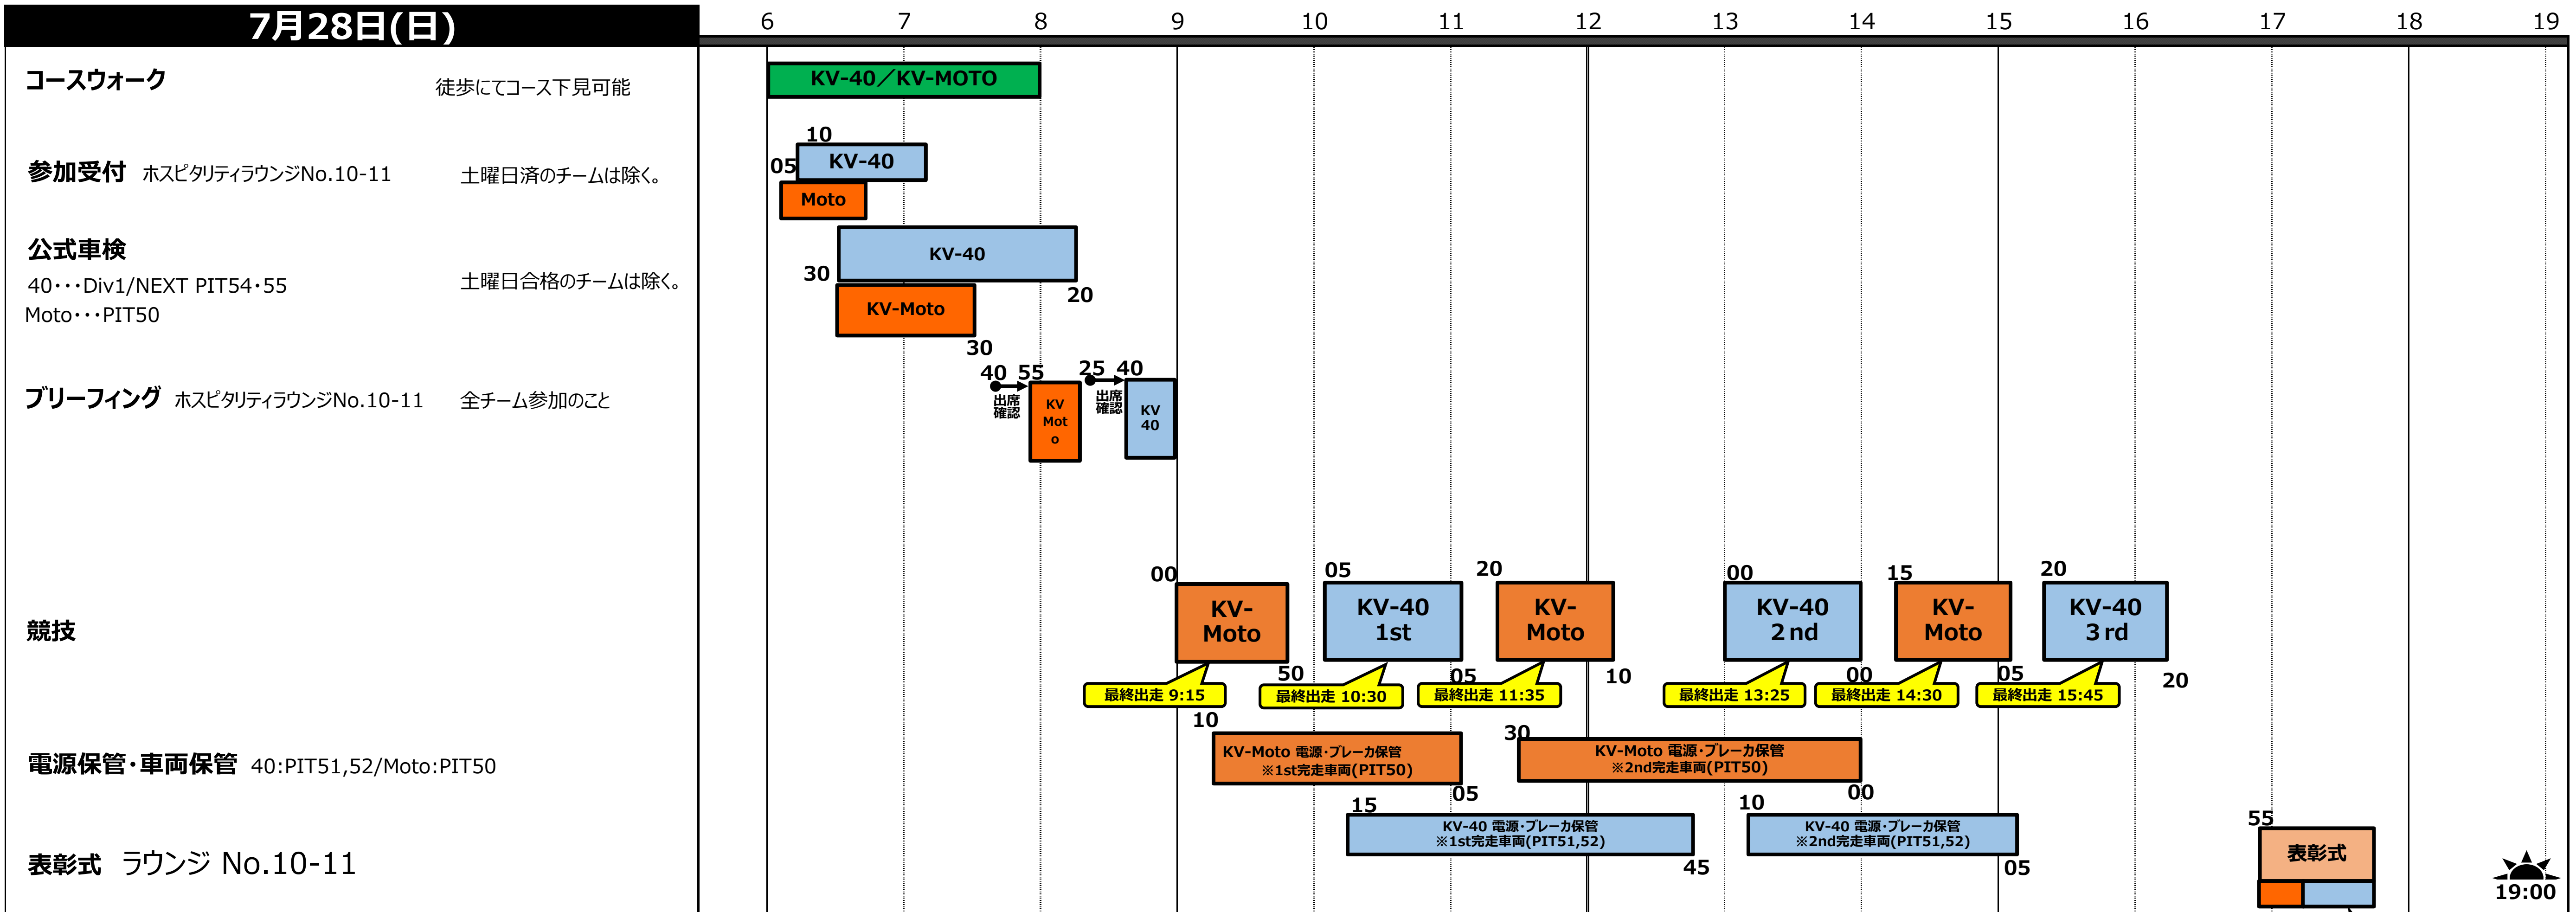 7月28日(日)
6 7 8 9 10 11 12 13 14 15 16 17 18 19
コースウォーク 徒歩にてコース下見可能
KV-40／KV-MOTO
10
参加受付 ホスピタリティラウンジNo.10-11 土曜日済のチームは除く。
05 KV-40
Moto
公式車検
40･･･Div1/NEXT PIT54･55 土曜日合格のチームは除く。
Moto･･･PIT50
KV-40
30
20
KV-Moto
30
40 55 25 40
ブリーフィング ホスピタリティラウンジNo.10-11 全チーム参加のこと
出席
確認
KV
Mot
o
出席
確認
KV
40
競技
00 05 20 00 15 20
KV-
Moto
KV-40
1st
KV-
Moto
KV-40
2nd
KV-
Moto
KV-40
3rd
50 05 10 00 05 20
最終出走 9:15
最終出走 10:30
最終出走 11:35
最終出走 13:25
最終出走 14:30
最終出走 15:45
電源保管･車両保管 40:PIT51,52/Moto:PIT50
10
KV-Moto 電源･ブレーカ保管
※1st完走車両(PIT50)
05
30
KV-Moto 電源･ブレーカ保管
※2nd完走車両(PIT50)
00
15
KV-40 電源･ブレーカ保管
※1st完走車両(PIT51,52)
45
10
KV-40 電源･ブレーカ保管
※2nd完走車両(PIT51,52)
05
表彰式 ラウンジ No.10-11
55
表彰式
19:00